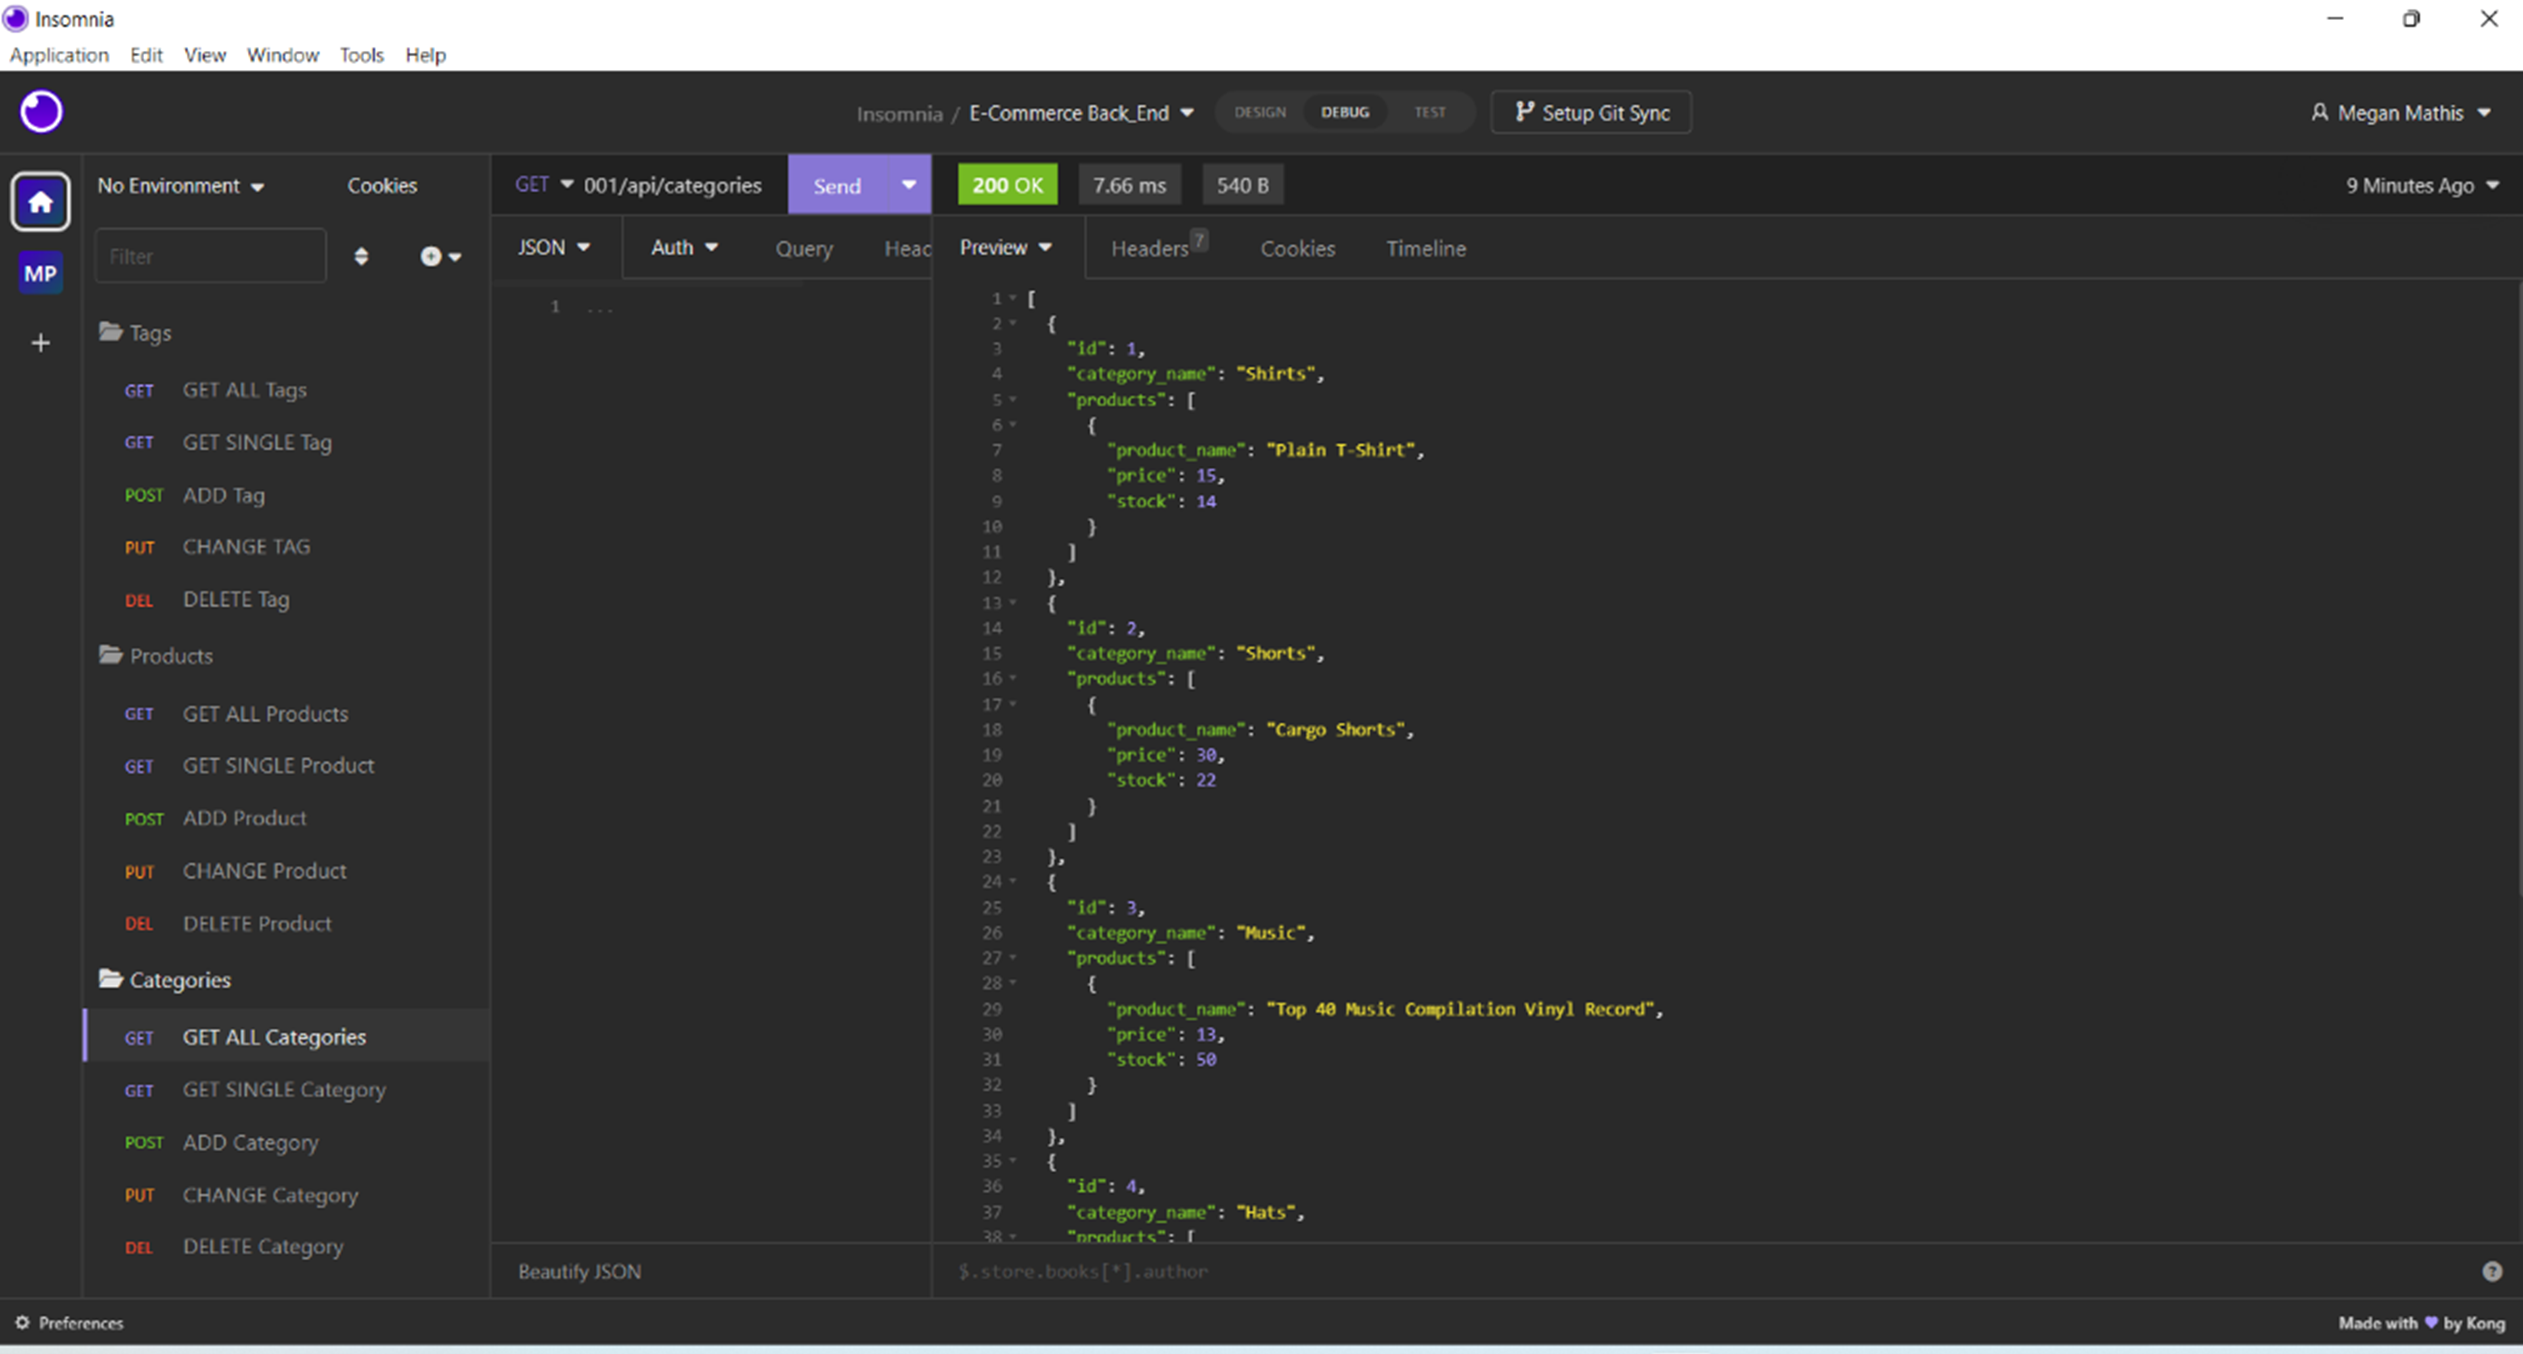 Insomnia
Application Edit View Window Tools Help
Insomnia / E-Commerce Back_End DESIGN DEBUG TEST Setup Git Sync Megan Mathis
No Environment Cookies
GET 001/api/categories Send
200 OK 7.66 ms 540 B 9 Minutes Ago
Filter
MP
JSON Auth Query Head
Preview Headers 7 Cookies Timeline
Tags
GET GET ALL Tags
GET GET SINGLE Tag
POST ADD Tag
PUT CHANGE TAG
DEL DELETE Tag
Products
GET GET ALL Products
GET GET SINGLE Product
POST ADD Product
PUT CHANGE Product
DEL DELETE Product
Categories
GET GET ALL Categories
GET GET SINGLE Category
POST ADD Category
PUT CHANGE Category
DEL DELETE Category
1 ...
1 [
2 {
3 "id": 1,
4 "category_name": "Shirts",
5 "products": [
6 {
7 "product_name": "Plain T-Shirt",
8 "price": 15,
9 "stock": 14
10 }
11 ]
12 },
13 {
14 "id": 2,
15 "category_name": "Shorts",
16 "products": [
17 {
18 "product_name": "Cargo Shorts",
19 "price": 30,
20 "stock": 22
21 }
22 ]
23 },
24 {
25 "id": 3,
26 "category_name": "Music",
27 "products": [
28 {
29 "product_name": "Top 40 Music Compilation Vinyl Record",
30 "price": 13,
31 "stock": 50
32 }
33 ]
34 },
35 {
36 "id": 4,
37 "category_name": "Hats",
38 "products": [
Beautify JSON
$.store.books[*].author
Preferences
Made with by Kong